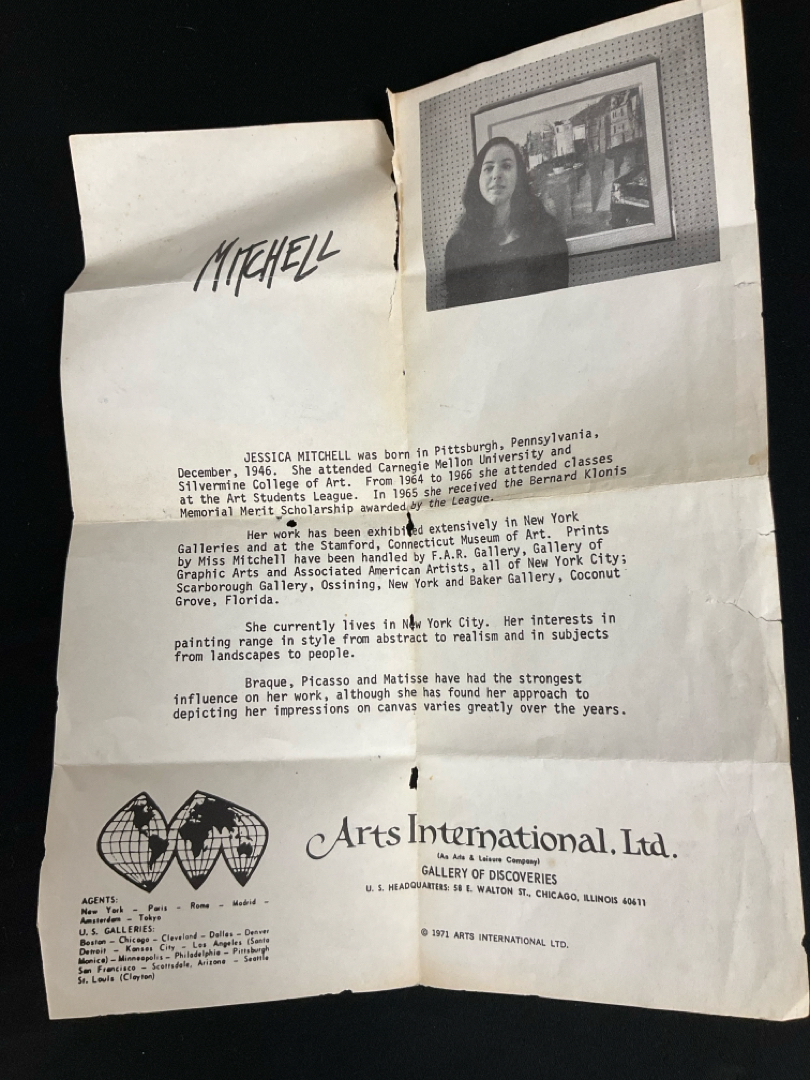 MITCHELL
JESSICA MITCHELL was born in Pittsburgh, Pennsylvania,
December, 1946. She attended Carnegie Mellon University and
Silvermine College of Art. From 1964 to 1966 she attended classes
at the Art Students League. In 1965 she received the Bernard Klonis
Memorial Merit Scholarship awarded by the League.
Her work has been exhibited extensively in New York
Galleries and at the Stamford, Connecticut Museum of Art. Prints
by Miss Mitchell have been handled by F.A.R. Gallery, Gallery of
Graphic Arts and Associated American Artists, all of New York City;
Scarborough Gallery, Ossining, New York and Baker Gallery, Coconut
Grove, Florida.
She currently lives in New York City. Her interests in
painting range in style from abstract to realism and in subjects
from landscapes to people.
Braque, Picasso and Matisse have had the strongest
influence on her work, although she has found her approach to
depicting her impressions on canvas varies greatly over the years.
Arts International, Ltd.
(An Arts & Leisure Company)
GALLERY OF DISCOVERIES
U. S. HEADQUARTERS: 58 E. WALTON ST., CHICAGO, ILLINOIS 60611
© 1971 ARTS INTERNATIONAL LTD.
AGENTS:
New York – Paris – Rome – Madrid –
Amsterdam – Tokyo
U. S. GALLERIES:
Boston – Chicago – Cleveland – Dallas – Denver
Detroit – Kansas City – Los Angeles (Santa
Monica) – Minneapolis – Philadelphia – Pittsburgh
San Francisco – Scottsdale, Arizona – Seattle
St. Louis (Clayton)